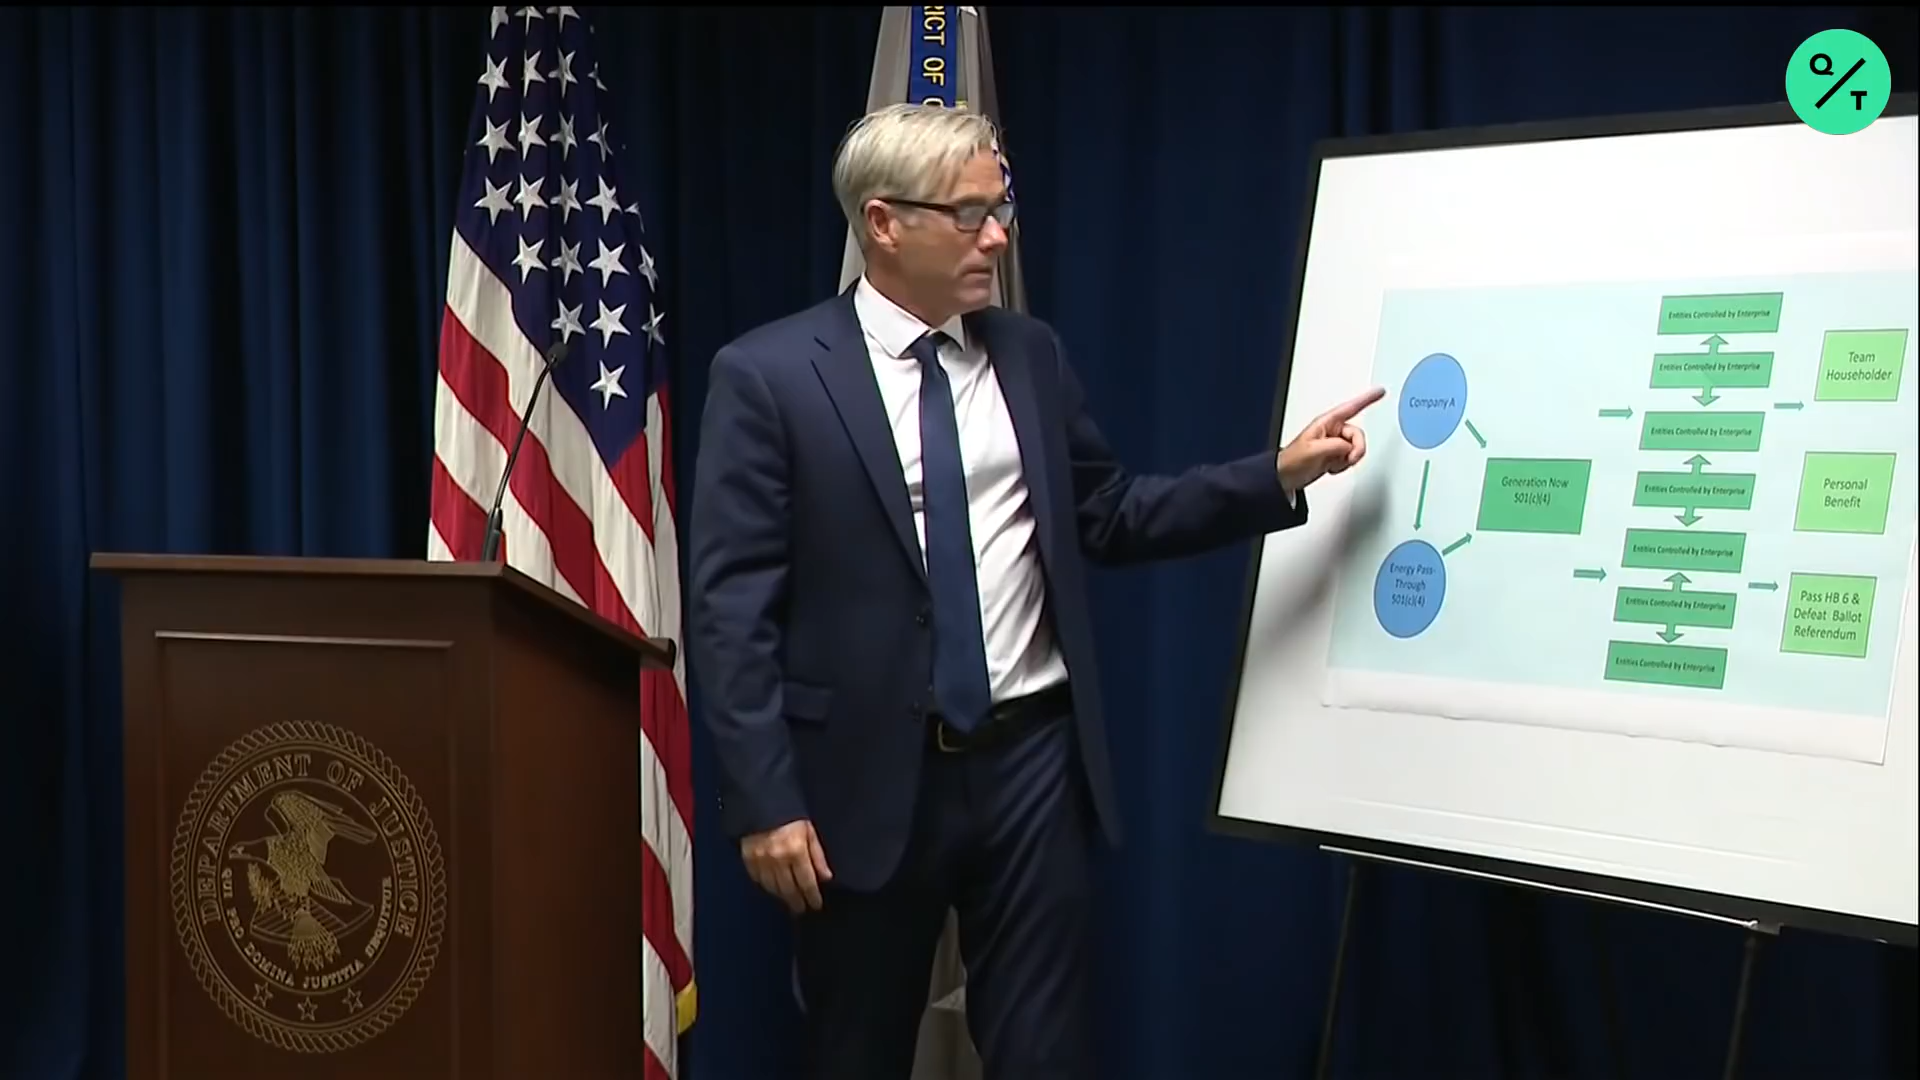 RICT OF
Q
T
Entities Controlled by Enterprise
Entities Controlled by Enterprise
Team
Householder
Company A
Entities Controlled by Enterprise
Generation Now
501(c)(4)
Entities Controlled by Enterprise
Personal
Benefit
Entities Controlled by Enterprise
Energy Pass-
Through
501(c)(4)
Entities Controlled by Enterprise
Pass HB 6 &
Defeat Ballot
Referendum
Entities Controlled by Enterprise
DEPARTMENT OF JUSTICE
QUI PRO DOMINA JUSTITIA SEQUITUR